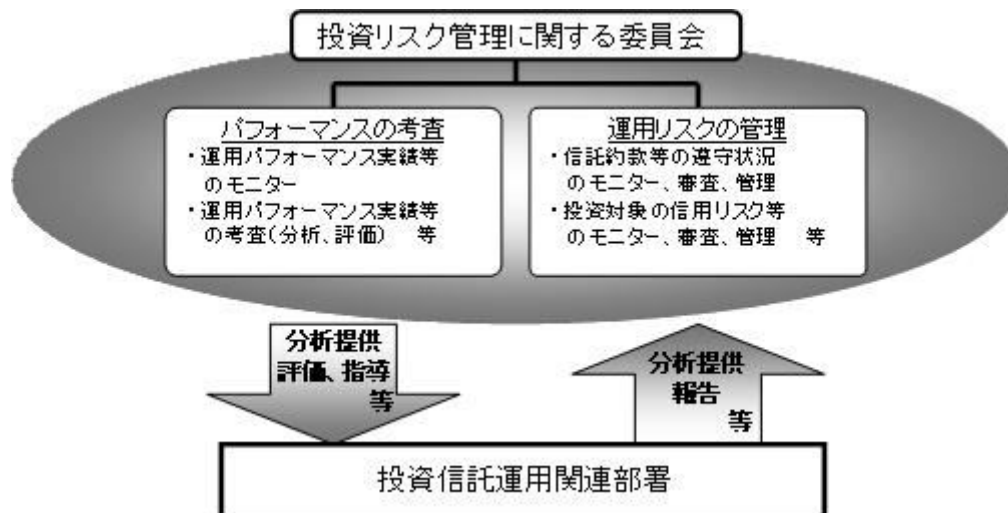 投資リスク管理に関する委員会
パフォーマンスの考査
・運用パフォーマンス実績等
のモニター
・運用パフォーマンス実績等
の考査(分析、評価) 等
運用リスクの管理
・信託約款等の遵守状況
のモニター、審査、管理
・投資対象の信用リスク等
のモニター、審査、管理 等
分析提供
評価、指導
等
分析提供
報告
等
投資信託運用関連部署